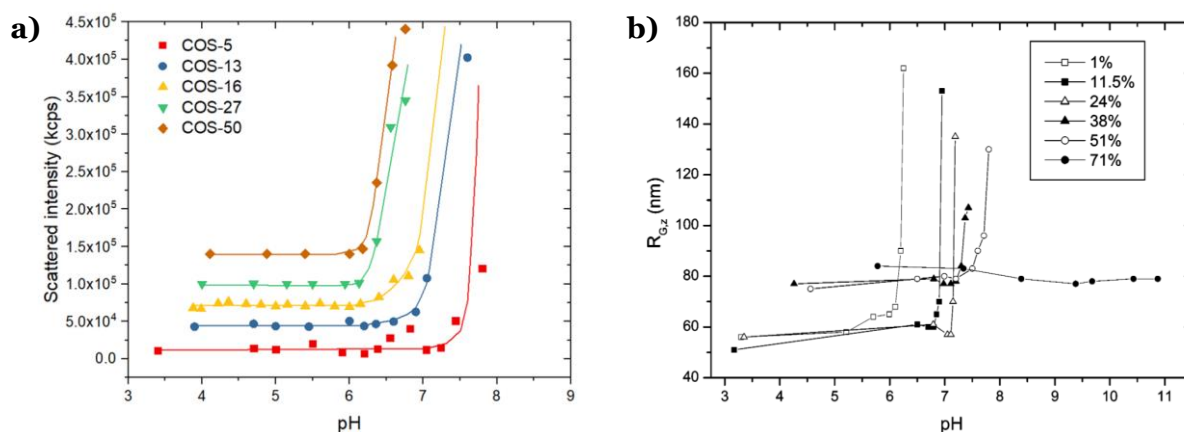 a)
Scattered intensity (kcps)
4.5x10⁵
4.0x10⁵
3.5x10⁵
3.0x10⁵
2.5x10⁵
2.0x10⁵
1.5x10⁵
1.0x10⁵
5.0x10⁴
0.0
COS-5
COS-13
COS-16
COS-27
COS-50
3 4 5 6 7 8 9
pH
b)
R_G,z (nm)
160
140
120
100
80
60
40
1%
11.5%
24%
38%
51%
71%
3 4 5 6 7 8 9 10 11
pH